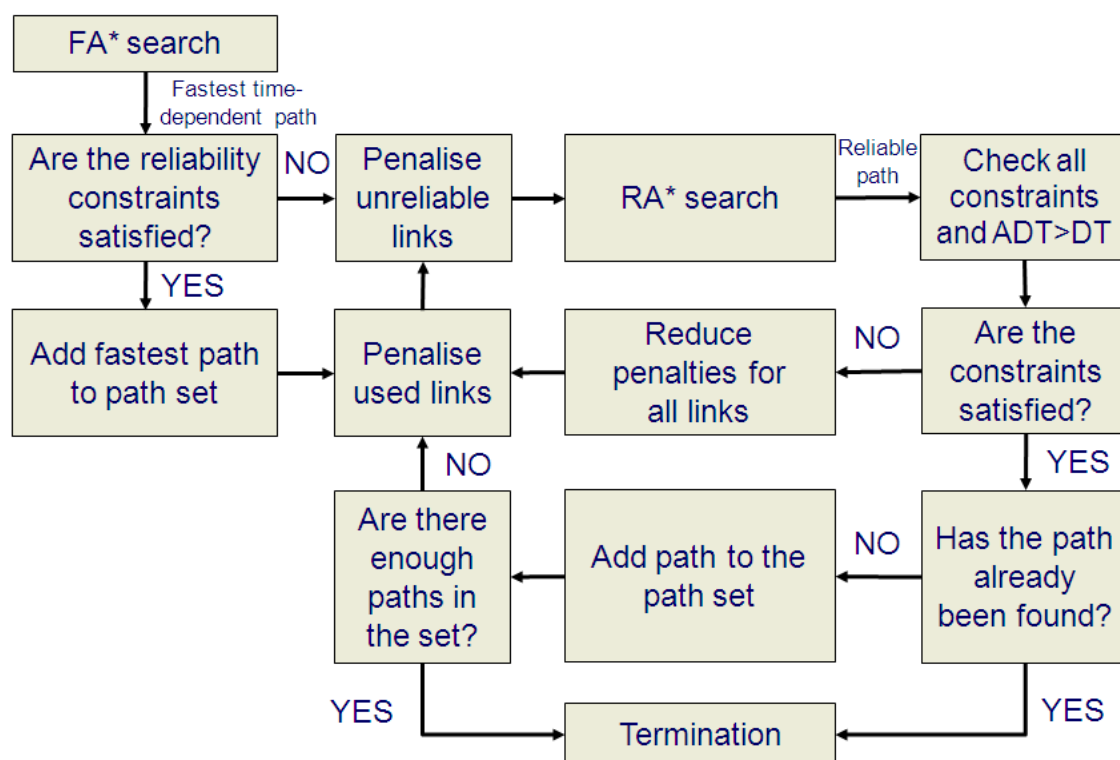 FA* search
Fastest time-
dependent path
Are the reliability
constraints
satisfied?
NO
Penalise
unreliable
links
RA* search
Reliable
path
Check all
constraints
and ADT>DT
YES
Add fastest path
to path set
Penalise
used links
Reduce
penalties for
all links
NO
Are the
constraints
satisfied?
NO
YES
Are there
enough
paths in
the set?
Add path to the
path set
NO
Has the path
already
been found?
YES
Termination
YES